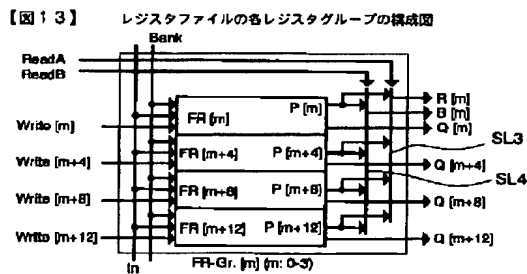 【図13】 レジスタファイルの各レジスタグループの構成図
Bank
ReadA
ReadB
Write [m]
Write [m+4]
Write [m+8]
Write [m+12]
FR [m] P [m]
FR [m+4] P [m+4]
FR [m+8] P [m+8]
FR [m+12] P [m+12]
R [m]
B [m]
Q [m]
SL3
Q [m+4]
SL4
Q [m+8]
Q [m+12]
In
FR-Gr. [m] (m: 0-3)